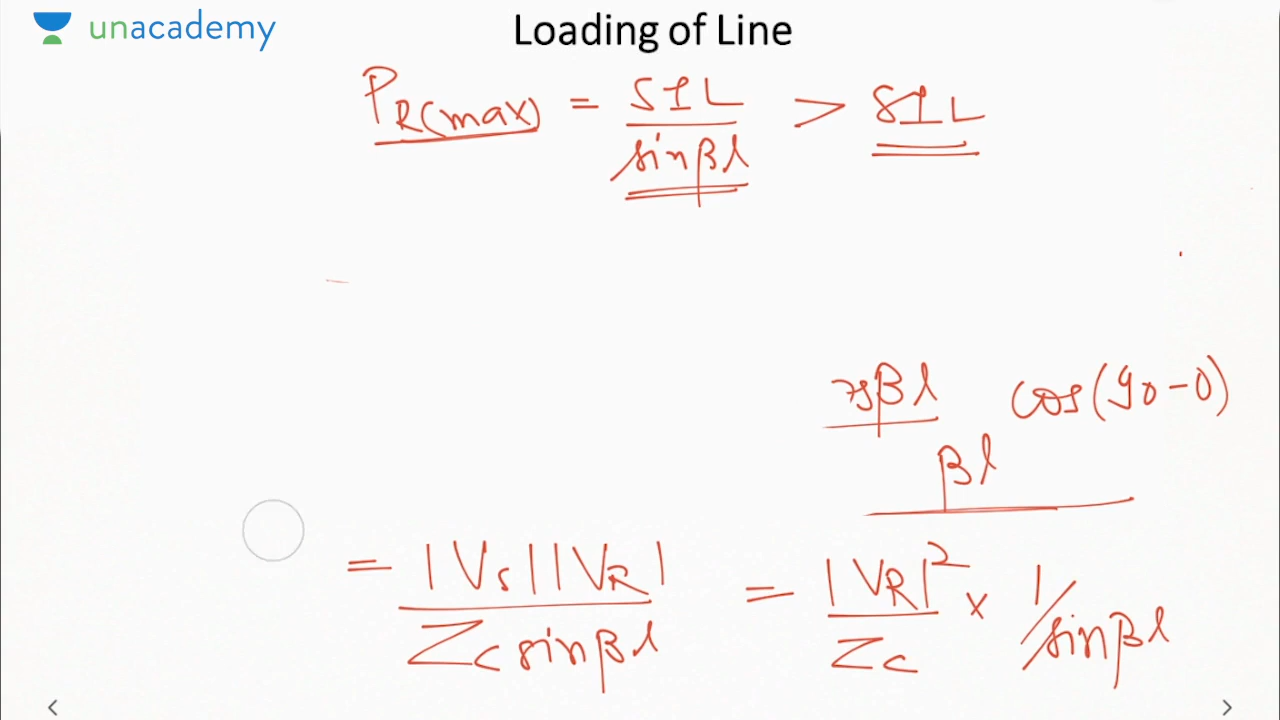 unacademy
Loading of Line
P_R(max) = SIL / sinβl > SIL
βl cos(90-0)
βl
= |Vs||VR| / Zc sinβl = |VR|² / Zc × 1/sinβl